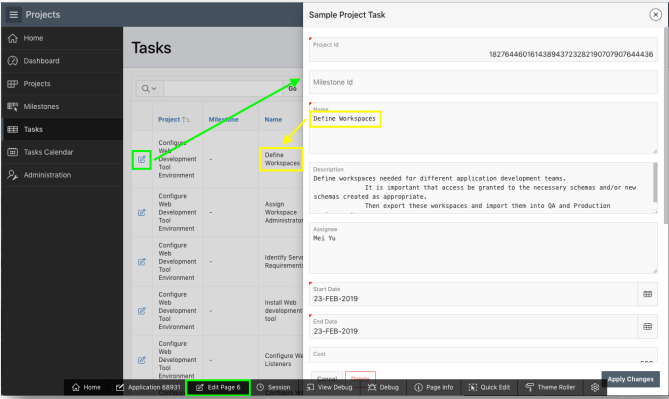 Projects
Home
Dashboard
Projects
Milestones
Tasks
Tasks Calendar
Administration
Tasks
Go
Project
Milestone
Name
Configure
Web
Development
Tool
Environment
-
Define
Workspaces
Configure
Web
Development
Tool
Environment
-
Assign
Workspace
Administrator
Configure
Web
Development
Tool
Environment
-
Identify Serve
Requirements
Configure
Web
Development
Tool
Environment
-
Install Web
development
tool
Configure
Web
Development
Tool
Environment
-
Configure We
Listeners
Sample Project Task
Project Id
Milestone Id
Name
Define Workspaces
Description
Define workspaces needed for different application development teams.
It is important that access be granted to the necessary schemas and/or new
schemas created as appropriate.
Then export these workspaces and import them into QA and Production
Assignee
Mei Yu
Start Date
23-FEB-2019
End Date
23-FEB-2019
Cost
Cancel
Delete
Apply Changes
Home
Application 68931
Edit Page 6
Session
View Debug
Debug
Page Info
Quick Edit
Theme Roller